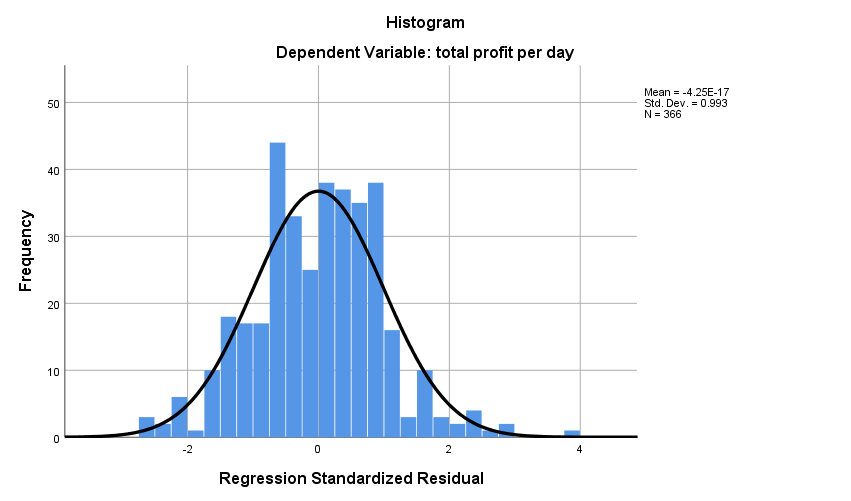 Histogram
Dependent Variable: total profit per day
Mean = -4.25E-17
Std. Dev. = 0.993
N = 366
Frequency
50
40
30
20
10
0
-2
0
2
4
Regression Standardized Residual